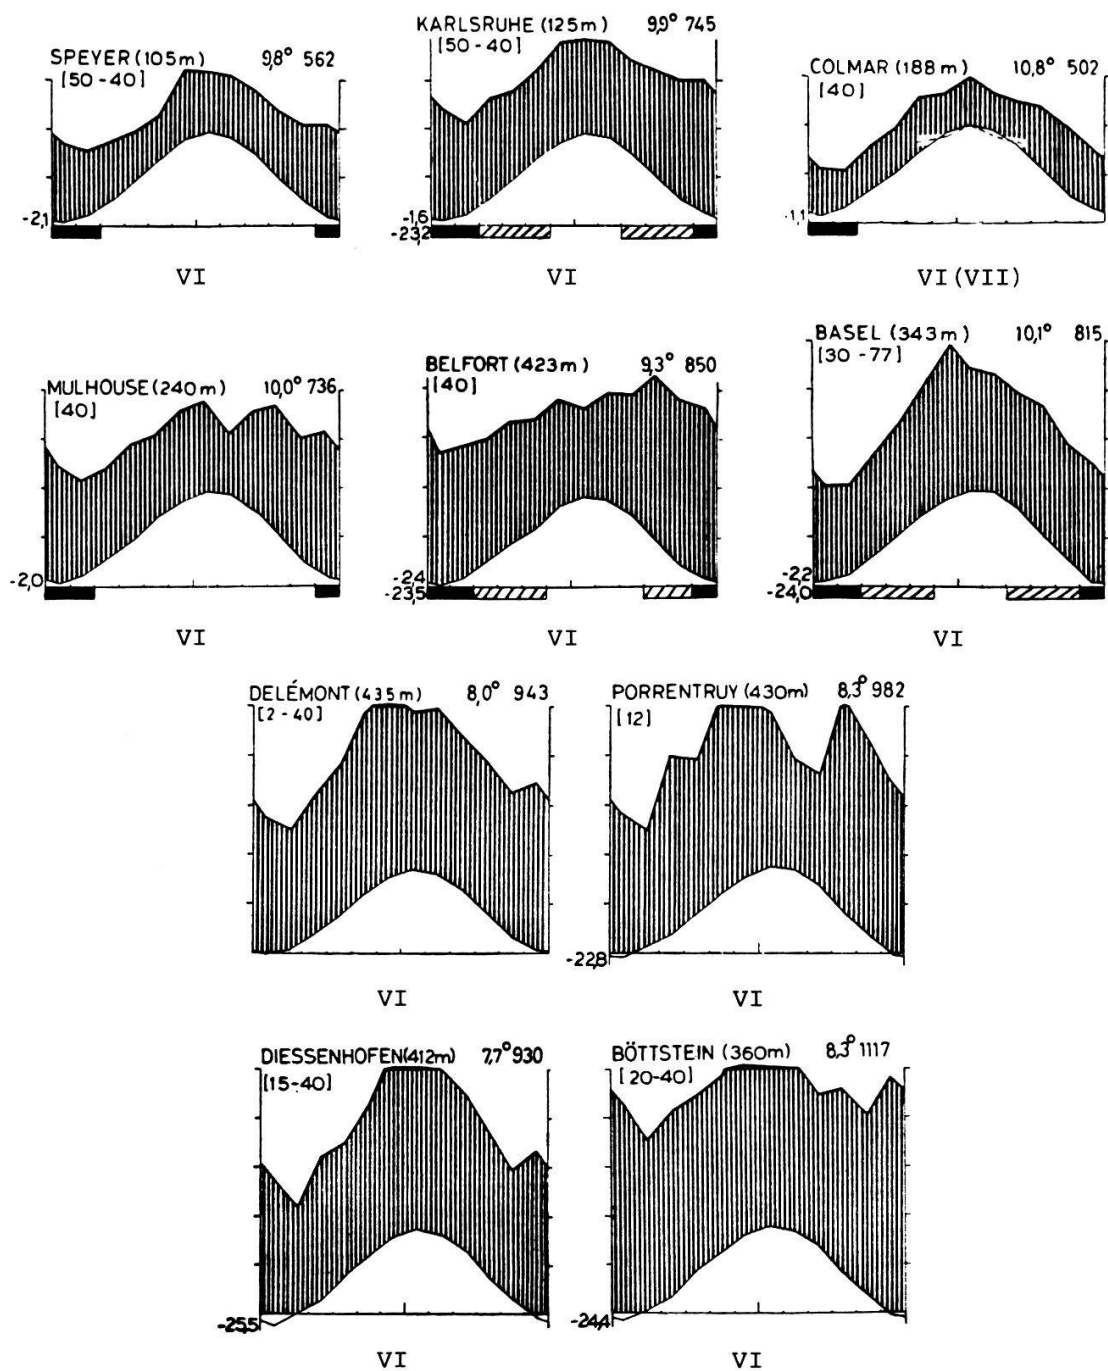 SPEYER (105m) 9,8° 562
[50-40]
-2,1
VI
KARLSRUHE (125m) 9,9° 745
[50-40]
-1,6
-23,2
VI
COLMAR (188m) 10,8° 502
[40]
-1,1
VI(VII)
MULHOUSE (240m) 10,0° 736
[40]
-2,0
VI
BELFORT (423m) 9,3° 850
[40]
-2,4
-23,5
VI
BASEL (343m) 10,1° 815
[30-77]
-2,2
-24,0
VI
DELÉMONT (435m) 8,0° 943
[2-40]
VI
PORRENTRUY (430m) 8,3° 982
[12]
-22,8
VI
DIESSENHOFEN (412m) 7,7° 930
[15-40]
-25,5
VI
BÖTTSTEIN (360m) 8,3° 1117
[20-40]
-24,4
VI